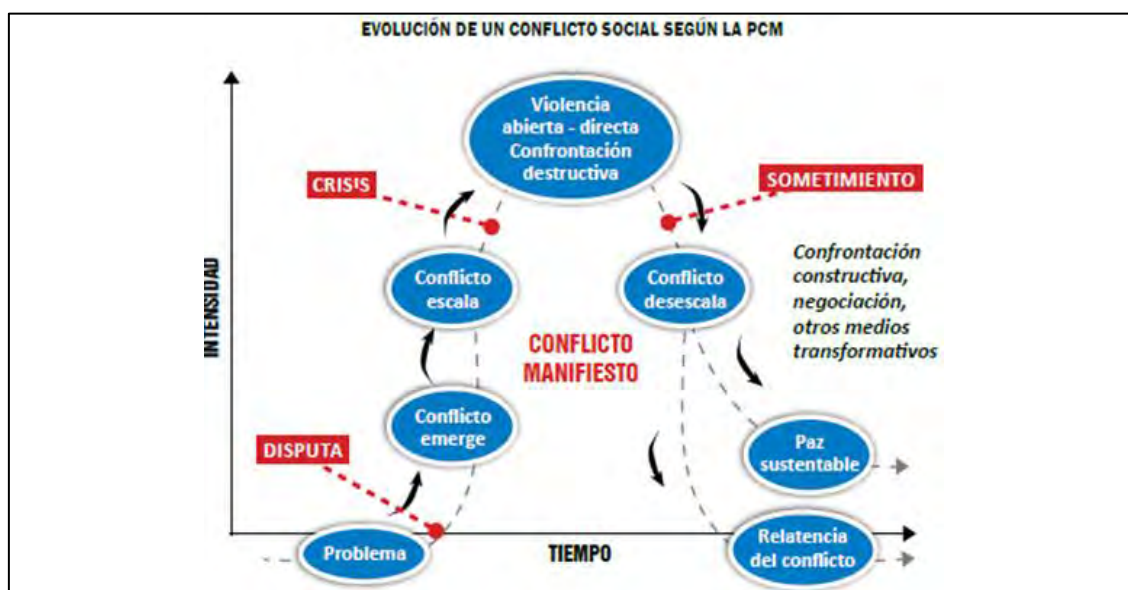 EVOLUCIÓN DE UN CONFLICTO SOCIAL SEGÚN LA PCM
Violencia
abierta - directa
Confrontación
destructiva
CRISIS
SOMETIMIENTO
Conflicto
escala
Conflicto
desescala
Confrontación
constructiva,
negociación,
otros medios
transformativos
INTENSIDAD
CONFLICTO
MANIFIESTO
Conflicto
emerge
DISPUTA
Paz
sustentable
Problema
TIEMPO
Relatencia
del conflicto